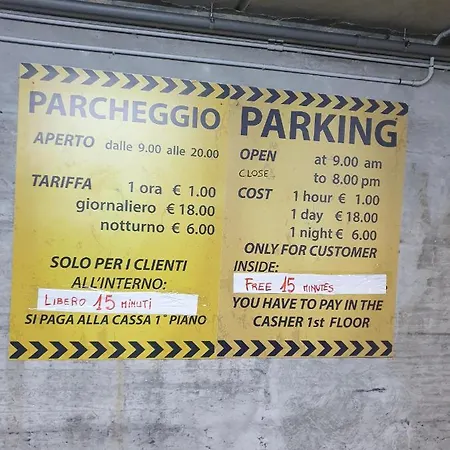 PARCHEGGIO
APERTO dalle 9.00 alle 20.00
TARIFFA 1 ora € 1.00
giornaliero € 18.00
notturno € 6.00
SOLO PER I CLIENTI
ALL'INTERNO:
LIBERO 15 MINUTI
SI PAGA ALLA CASSA 1° PIANO
PARKING
OPEN at 9.00 am
CLOSE to 8.00 pm
COST 1 hour € 1.00
1 day € 18.00
1 night € 6.00
ONLY FOR CUSTOMER
INSIDE:
FREE 15 MINUTES
YOU HAVE TO PAY IN THE
CASHER 1st FLOOR